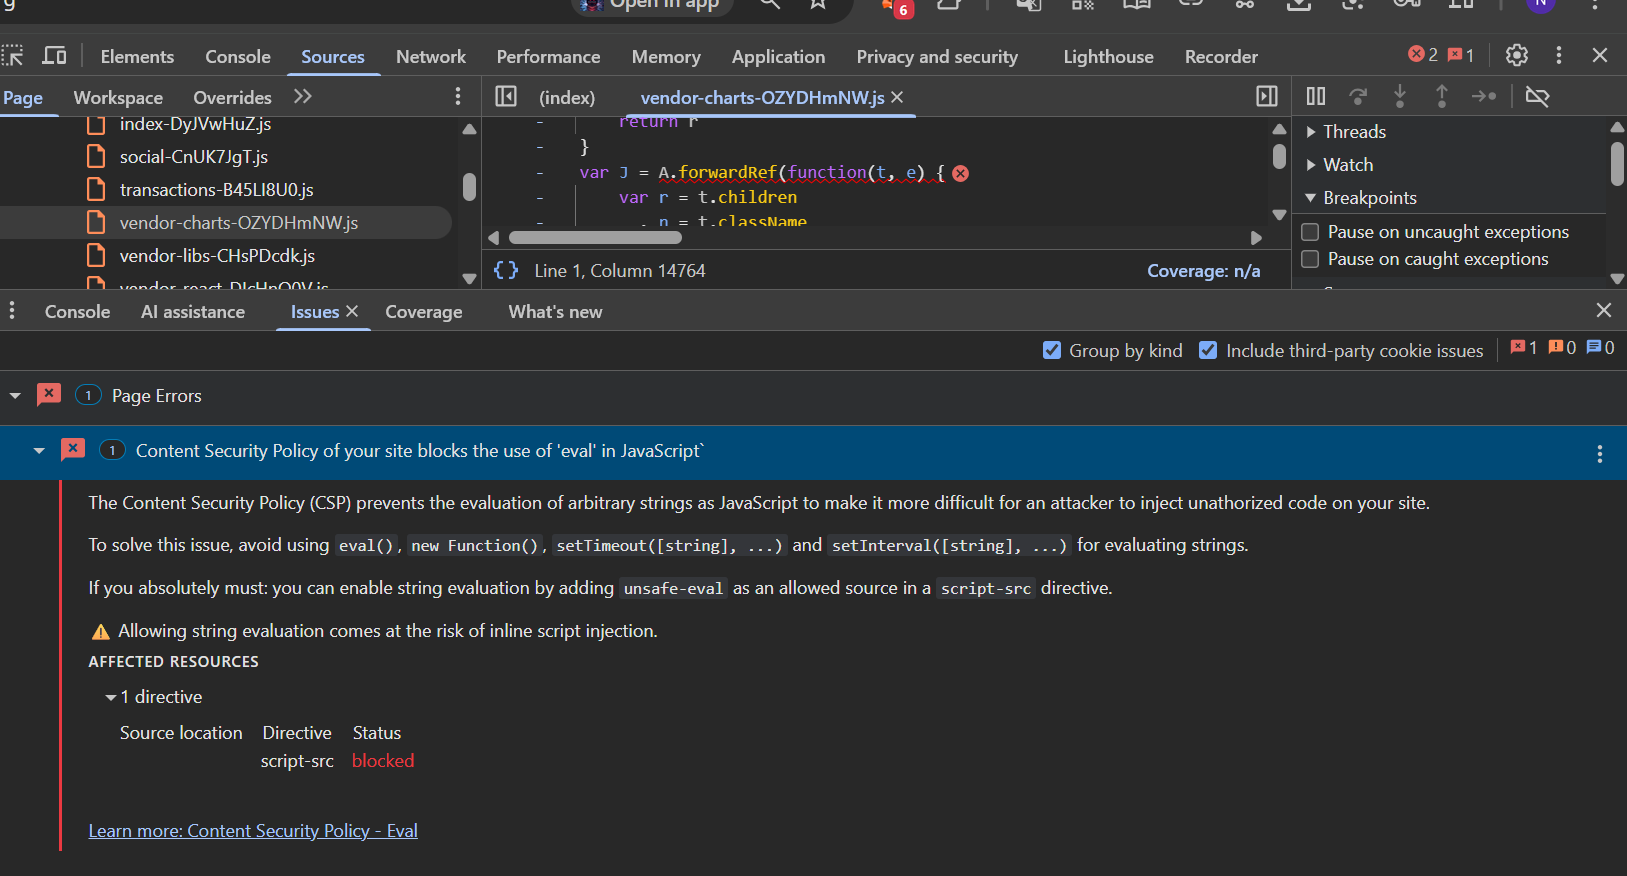 g
Open in app
6
N
Elements Console Sources Network Performance Memory Application Privacy and security Lighthouse Recorder 2 1
Page Workspace Overrides
(index) vendor-charts-OZYDHmNW.js
index-DyJVwHuZ.js
social-CnUK7JgT.js
transactions-B45LI8U0.js
vendor-charts-OZYDHmNW.js
vendor-libs-CHsPDcdk.js
- return r
- }
- var J = A.forwardRef(function(t, e) {
- var r = t.children
- , n = t.className
{ } Line 1, Column 14764 Coverage: n/a
Threads
Watch
Breakpoints
Pause on uncaught exceptions
Pause on caught exceptions
Console AI assistance Issues Coverage What's new
Group by kind Include third-party cookie issues 1 0 0
1 Page Errors
1 Content Security Policy of your site blocks the use of 'eval' in JavaScript`
The Content Security Policy (CSP) prevents the evaluation of arbitrary strings as JavaScript to make it more difficult for an attacker to inject unathorized code on your site.
To solve this issue, avoid using eval(), new Function(), setTimeout([string], ...) and setInterval([string], ...) for evaluating strings.
If you absolutely must: you can enable string evaluation by adding unsafe-eval as an allowed source in a script-src directive.
Allowing string evaluation comes at the risk of inline script injection.
AFFECTED RESOURCES
1 directive
Source location Directive Status
script-src blocked
Learn more: Content Security Policy - Eval